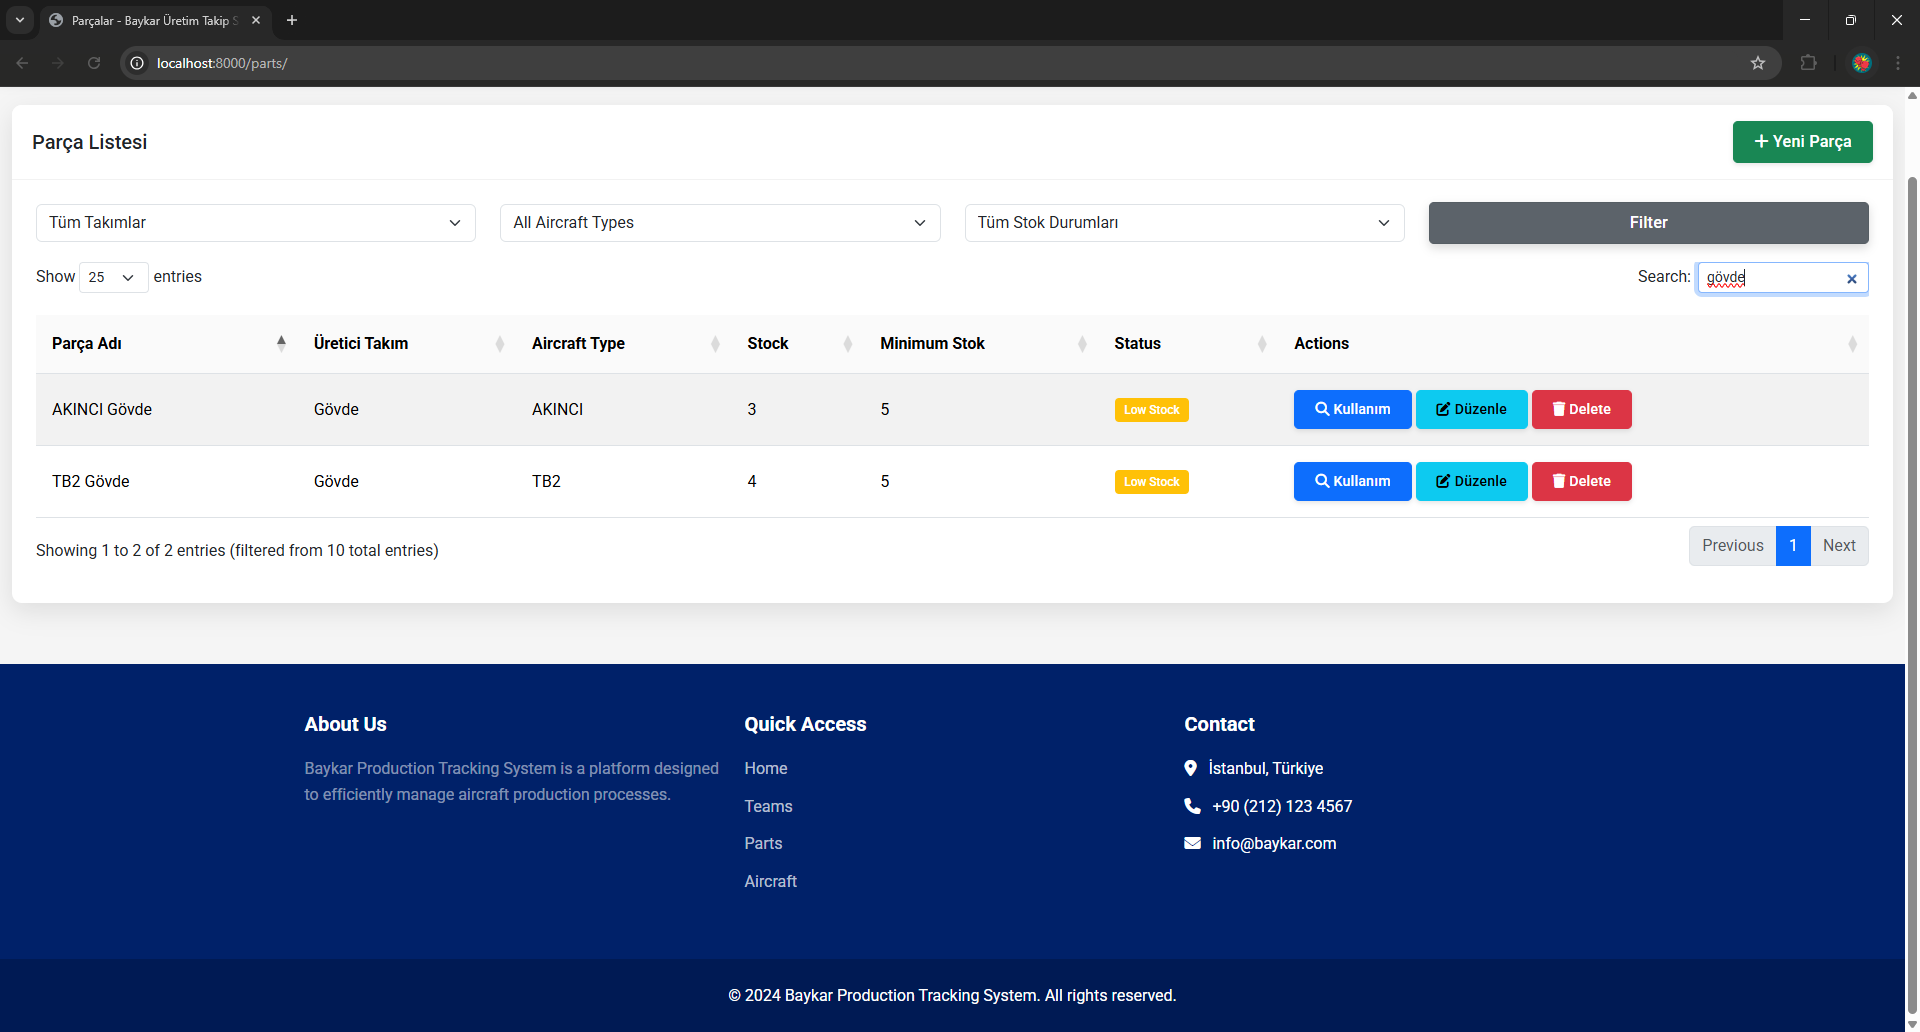 Parçalar - Baykar Üretim Takip S
localhost:8000/parts/
Parça Listesi
Yeni Parça
Tüm Takımlar
All Aircraft Types
Tüm Stok Durumları
Filter
Show 25 entries
Search: gövde
Parça Adı Üretici Takım Aircraft Type Stock Minimum Stok Status Actions
AKINCI Gövde Gövde AKINCI 3 5 Low Stock Kullanım Düzenle Delete
TB2 Gövde Gövde TB2 4 5 Low Stock Kullanım Düzenle Delete
Showing 1 to 2 of 2 entries (filtered from 10 total entries)
Previous 1 Next
About Us
Baykar Production Tracking System is a platform designed
to efficiently manage aircraft production processes.
Quick Access
Home
Teams
Parts
Aircraft
Contact
İstanbul, Türkiye
+90 (212) 123 4567
info@baykar.com
© 2024 Baykar Production Tracking System. All rights reserved.